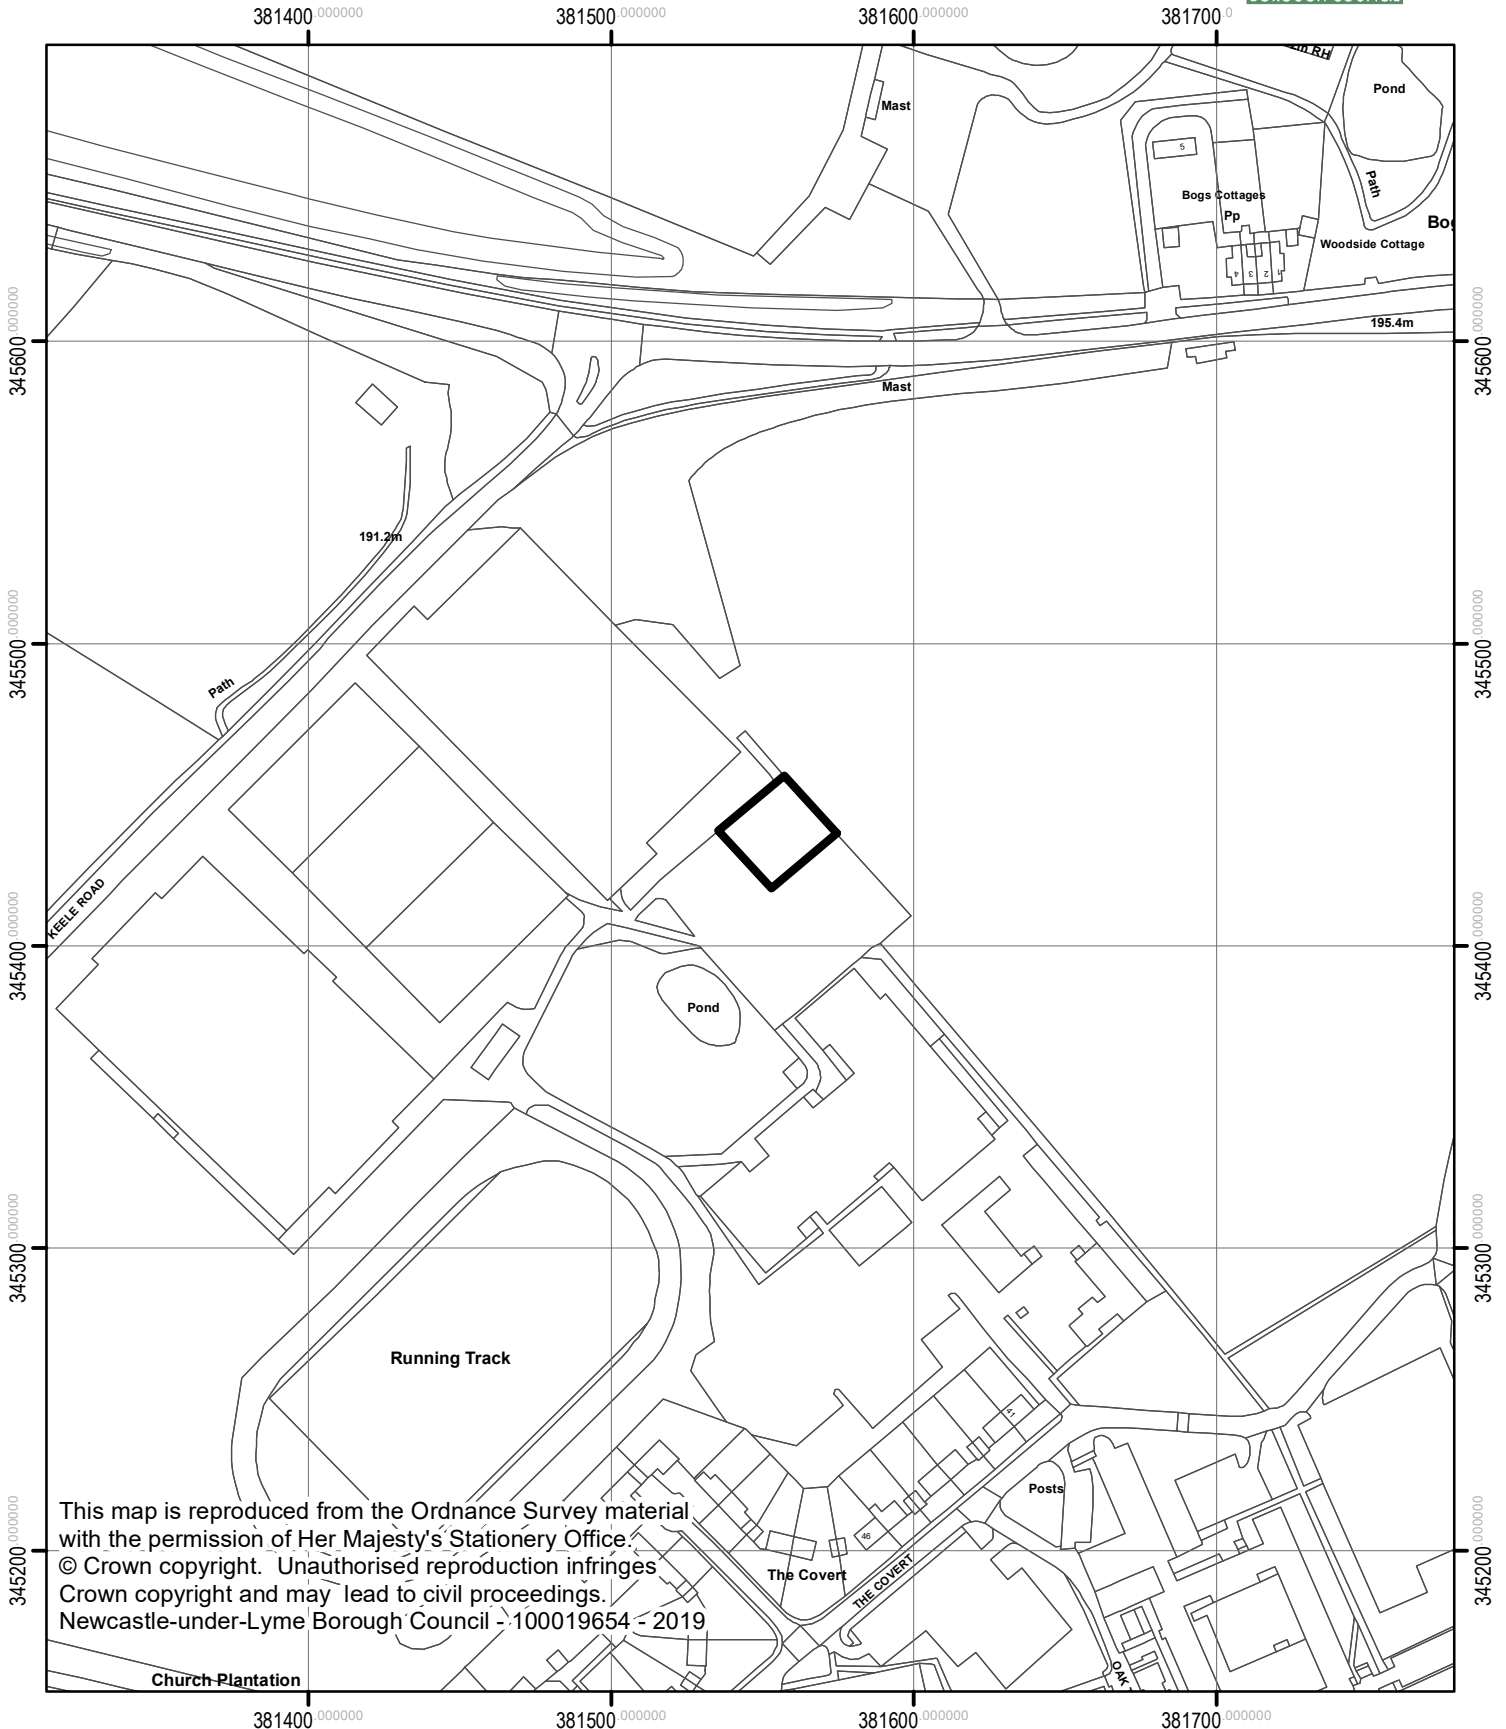 BOROUGH COUNCIL
381400.000000
381500.000000
381600.000000
381700.0
Mast
Pond
5
Path
Bogs Cottages
Pp
Woodside Cottage
4
3
2
1
195.4m
345600.000000
345600.000000
Mast
191.2m
345500.000000
345500.000000
Path
KEELE ROAD
345400.000000
345400.000000
Pond
345300.000000
345300.000000
Running Track
41
Posts
46
The Covert
THE COVERT
345200.000000
345200.000000
This map is reproduced from the Ordnance Survey material
with the permission of Her Majesty's Stationery Office.
© Crown copyright. Unauthorised reproduction infringes
Crown copyright and may lead to civil proceedings.
Newcastle-under-Lyme Borough Council - 100019654 - 2019
OAK
Church Plantation
381400.000000
381500.000000
381600.000000
381700.000000